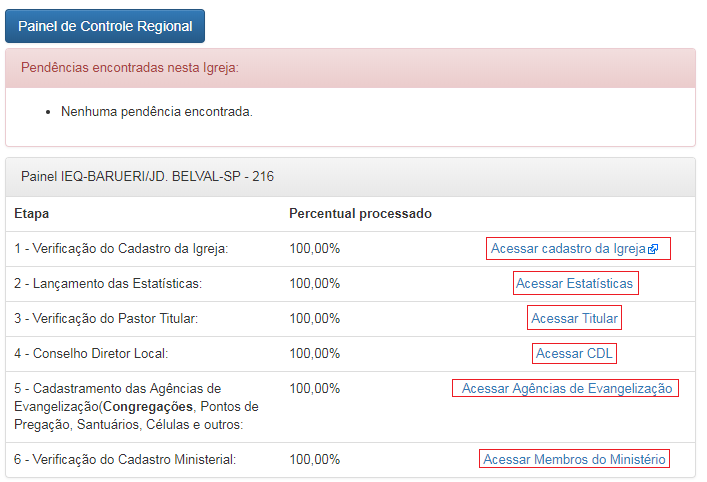 Painel de Controle Regional
Pendências encontradas nesta Igreja:
• Nenhuma pendência encontrada.
Painel IEQ-BARUERI/JD. BELVAL-SP - 216
Etapa Percentual processado
1 - Verificação do Cadastro da Igreja: 100,00% Acessar cadastro da Igreja
2 - Lançamento das Estatísticas: 100,00% Acessar Estatísticas
3 - Verificação do Pastor Titular: 100,00% Acessar Titular
4 - Conselho Diretor Local: 100,00% Acessar CDL
5 - Cadastramento das Agências de 100,00% Acessar Agências de Evangelização
Evangelização(Congregações, Pontos de
Pregação, Santuários, Células e outros:
6 - Verificação do Cadastro Ministerial: 100,00% Acessar Membros do Ministério